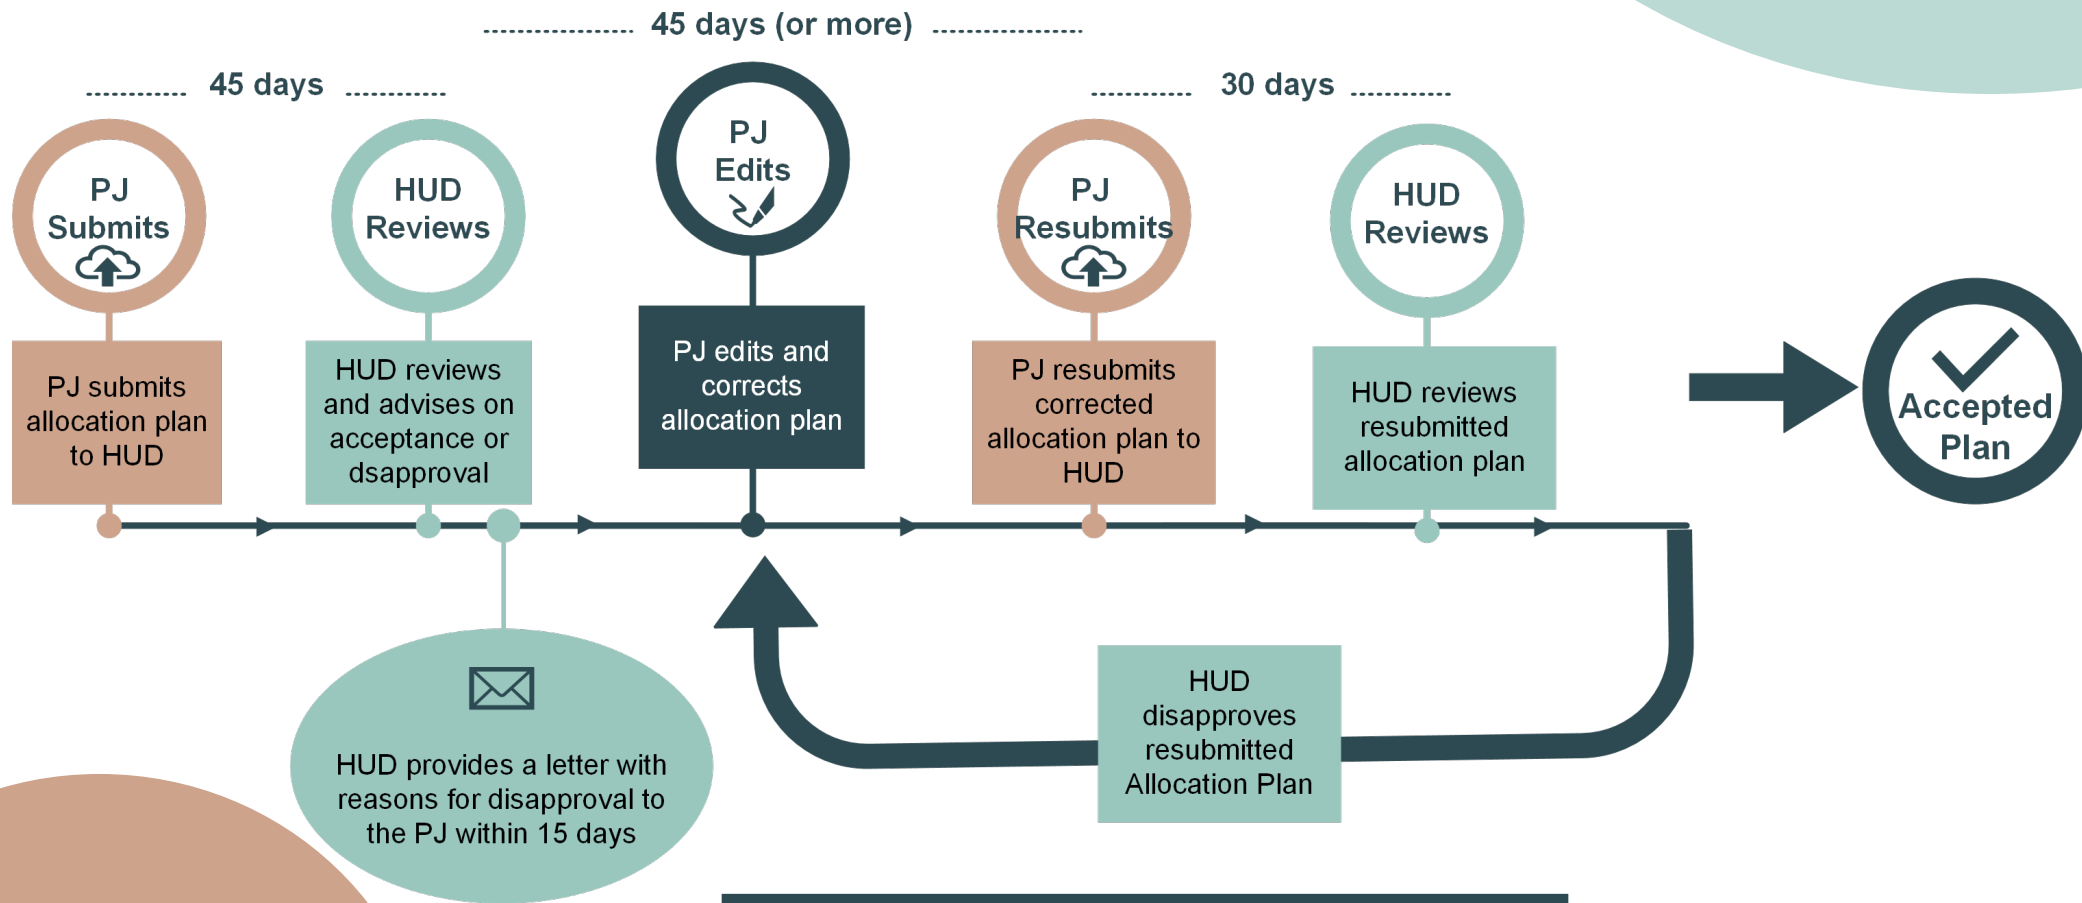 45 days (or more)
45 days
30 days
PJ
Submits
HUD
Reviews
PJ
Edits
PJ
Resubmits
HUD
Reviews
PJ submits
allocation plan
to HUD
HUD reviews
and advises on
acceptance or
dsapproval
PJ edits and
corrects
allocation plan
PJ resubmits
corrected
allocation plan to
HUD
HUD reviews
resubmitted
allocation plan
Accepted
Plan
HUD provides a letter with
reasons for disapproval to
the PJ within 15 days
HUD
disapproves
resubmitted
Allocation Plan